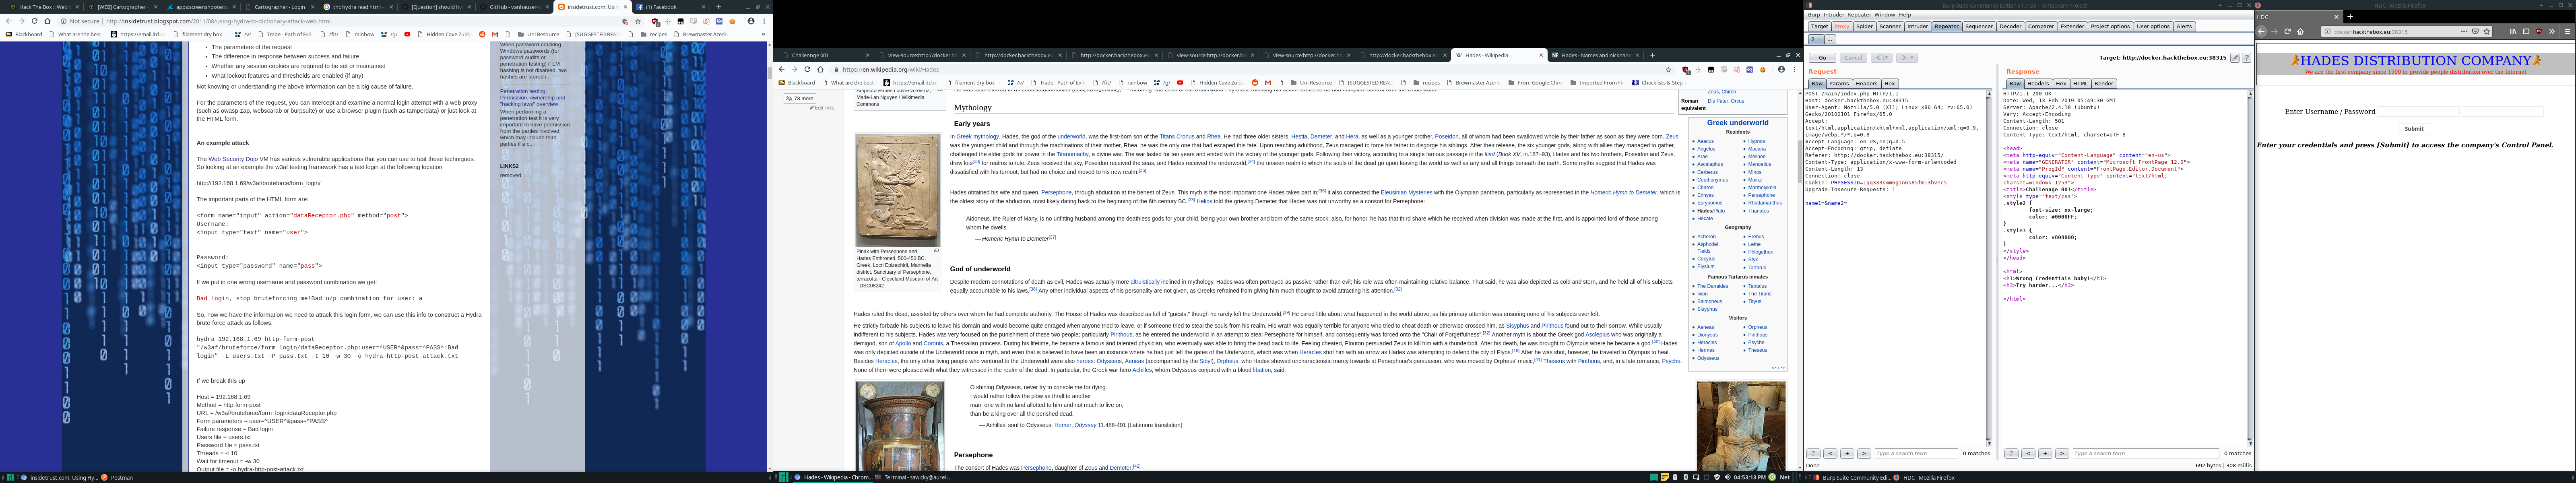 Hack The Box :: Web
[WEB] Cartographer -
appscreenshooter
Cartographer - Login
thc hydra read html
[Question] should hy
GitHub - vanhauser-
insidetrust.com: Usin
(1) Facebook
Not secure | http://insidetrust.blogspot.com/2011/08/using-hydra-to-dictionary-attack-web.html
The parameters of the request
The difference in response between success and failure
Whether any session cookies are required to be set or maintained
What lockout features and thresholds are enabled (if any)
Not knowing or understanding the above information can be a big cause of failure.
For the parameters of the request, you can intercept and examine a normal login attempt with a web proxy
(such as owasp-zap, webscarab or burpsuite) or use a browser plugin (such as tamperdata) or just look at
the HTML form.
An example attack
The Web Security Dojo VM has various vulnerable applications that you can use to test these techniques.
So looking at an example the w3af testing framework has a test login at the following location
http://192.168.1.69/w3af/bruteforce/form_login/
The important parts of the HTML form are:
<form name="input" action="dataReceptor.php" method="post">
Username:
<input type="text" name="user">
Password:
<input type="password" name="pass">
If we put in one wrong username and password combination we get:
Bad login, stop bruteforcing me!Bad u/p combination for user: a
So, now we have the information we need to attack this login form, we can use this info to construct a Hydra
brute-force attack as follows:
hydra 192.168.1.69 http-form-post
"/w3af/bruteforce/form_login/dataReceptor.php:user=^USER^&pass=^PASS^:Bad
login" -L users.txt -P pass.txt -t 10 -w 30 -o hydra-http-post-attack.txt
If we break this up
Host = 192.168.1.69
Method = http-form-post
URL = /w3af/bruteforce/form_login/dataReceptor.php
Form parameters = user=^USER^&pass=^PASS^
Failure response = Bad login
Users file = users.txt
Password file = pass.txt
Threads = -t 10
Wait for timeout = -w 30
Output file = -o hydra-http-post-attack.txt
When password-cracking
Windows passwords (for
password audits or
penetration testing) if LM
hashing is not disabled, two
hashes are stored i...
Penetration testing:
Permission, ownership and
"hacking laws" overview
When performing a
penetration test it is very
important to have permission
from the parties involved,
which may include third
parties if a c...
LINKS2
removed
insidetrust.com: Using Hy...
Postman
Challennge 001
view-source:http://docker.h
http://docker.hackthebox.eu
http://docker.hackthebox.eu
view-source:http://docker.h
view-source:http://docker.h
http://docker.hackthebox.eu
Hades - Wikipedia
Hades - Names and nicknam
https://en.wikipedia.org/wiki/Hades
78 more
Edit links
Marie-Lan Nguyen / Wikimedia
Commons
Mythology
Early years
In Greek mythology, Hades, the god of the underworld, was the first-born son of the Titans Cronus and Rhea. He had three older sisters, Hestia, Demeter, and Hera, as well as a younger brother, Poseidon, all of whom had been swallowed whole by their father as soon as they were born. Zeus
was the youngest child and through the machinations of their mother, Rhea, he was the only one that had escaped this fate. Upon reaching adulthood, Zeus managed to force his father to disgorge his siblings. After their release, the six younger gods, along with allies they managed to gather,
challenged the elder gods for power in the Titanomachy, a divine war. The war lasted for ten years and ended with the victory of the younger gods. Following their victory, according to a single famous passage in the Iliad (Book XV, ln.187–93), Hades and his two brothers, Poseidon and Zeus,
drew lots[33] for realms to rule. Zeus received the sky, Poseidon received the seas, and Hades received the underworld,[34] the unseen realm to which the souls of the dead go upon leaving the world as well as any and all things beneath the earth. Some myths suggest that Hades was
dissatisfied with his turnout, but had no choice and moved to his new realm.[35]
Hades obtained his wife and queen, Persephone, through abduction at the behest of Zeus. This myth is the most important one Hades takes part in;[36] it also connected the Eleusinian Mysteries with the Olympian pantheon, particularly as represented in the Homeric Hymn to Demeter, which is
the oldest story of the abduction, most likely dating back to the beginning of the 6th century BC.[23] Helios told the grieving Demeter that Hades was not unworthy as a consort for Persephone:
Aidoneus, the Ruler of Many, is no unfitting husband among the deathless gods for your child, being your own brother and born of the same stock: also, for honor, he has that third share which he received when division was made at the first, and is appointed lord of those among
whom he dwells.
— Homeric Hymn to Demeter[37]
Pinax with Persephone and
Hades Enthroned, 500-450 BC,
Greek, Locri Epizephirii, Mannella
district, Sanctuary of Persephone,
terracotta - Cleveland Museum of Art
- DSC08242
God of underworld
Despite modern connotations of death as evil, Hades was actually more altruistically inclined in mythology. Hades was often portrayed as passive rather than evil; his role was often maintaining relative balance. That said, he was also depicted as cold and stern, and he held all of his subjects
equally accountable to his laws.[38] Any other individual aspects of his personality are not given, as Greeks refrained from giving him much thought to avoid attracting his attention.[32]
Hades ruled the dead, assisted by others over whom he had complete authority. The House of Hades was described as full of "guests," though he rarely left the Underworld.[39] He cared little about what happened in the world above, as his primary attention was ensuring none of his subjects ever left.
He strictly forbade his subjects to leave his domain and would become quite enraged when anyone tried to leave, or if someone tried to steal the souls from his realm. His wrath was equally terrible for anyone who tried to cheat death or otherwise crossed him, as Sisyphus and Pirithous found out to their sorrow. While usually
indifferent to his subjects, Hades was very focused on the punishment of these two people; particularly Pirithous, as he entered the underworld in an attempt to steal Persephone for himself, and consequently was forced onto the "Chair of Forgetfulness".[32] Another myth is about the Greek god Asclepius who was originally a
demigod, son of Apollo and Coronis, a Thessalian princess. During his lifetime, he became a famous and talented physician, who eventually was able to bring the dead back to life. Feeling cheated, Plouton persuaded Zeus to kill him with a thunderbolt. After his death, he was brought to Olympus where he became a god.[40] Hades
was only depicted outside of the Underworld once in myth, and even that is believed to have been an instance where he had just left the gates of the Underworld, which was when Heracles shot him with an arrow as Hades was attempting to defend the city of Pylos.[16] After he was shot, however, he traveled to Olympus to heal.
Besides Heracles, the only other living people who ventured to the Underworld were also heroes: Odysseus, Aeneas (accompanied by the Sibyl), Orpheus, to whom Hades showed uncharacteristic mercy towards at Persephone's persuasion, who was moved by Orpheus' music,[41] Theseus with Pirithous, and, in a late romance, Psyche.
None of them were pleased with what they witnessed in the realm of the dead. In particular, the Greek war hero Achilles, whom Odysseus conjured with a blood libation, said:
O shining Odysseus, never try to console me for dying.
I would rather follow the plow as thrall to another
man, one with no land allotted to him and not much to live on,
than be a king over all the perished dead.
— Achilles' soul to Odysseus. Homer, Odyssey 11.488-491 (Lattimore translation)
Persephone
The consort of Hades was Persephone, daughter of Zeus and Demeter.[42]
Zeus, Chiron
Roman
equivalent
Dis Pater, Orcus
Greek underworld
Residents
Aeacus
Angelos
Arae
Ascalaphus
Cerberus
Ceuthonymus
Charon
Erinyes
Eurynomos
Hades/Pluto
Hecate
Hypnos
Macaria
Melinoe
Menoetius
Minos
Moirai
Mormolykeia
Persephone
Rhadamanthus
Thanatos
Geography
Acheron
Asphodel
Fields
Cocytus
Elysium
Erebus
Lethe
Phlegethon
Styx
Tartarus
Famous Tartarus inmates
The Danaides
Ixion
Salmoneus
Sisyphus
Tantalus
The Titans
Tityus
Visitors
Aeneas
Dionysus
Heracles
Hermes
Odysseus
Orpheus
Pirithous
Psyche
Theseus
Hades - Wikipedia - Chrom...
Terminal - sawicky@aureli...
04:53:13 PM
Net
Burp Suite Community Edition v1.7.36 - Temporary Project
Burp Intruder Repeater Window Help
Target Proxy Spider Scanner Intruder Repeater Sequencer Decoder Comparer Extender Project options User options Alerts
2 ...
Go Cancel < >
Target: http://docker.hackthebox.eu:38315
Request
Raw Params Headers Hex
POST /main/index.php HTTP/1.1
Host: docker.hackthebox.eu:38315
User-Agent: Mozilla/5.0 (X11; Linux x86_64; rv:65.0)
Gecko/20100101 Firefox/65.0
Accept:
text/html,application/xhtml+xml,application/xml;q=0.9,
image/webp,*/*;q=0.8
Accept-Language: en-US,en;q=0.5
Accept-Encoding: gzip, deflate
Referer: http://docker.hackthebox.eu:38315/
Content-Type: application/x-www-form-urlencoded
Content-Length: 13
Connection: close
Cookie: PHPSESSID=1qq333smm6gin6s85fm13bvec5
Upgrade-Insecure-Requests: 1
name1=&name2=
Response
Raw Headers Hex HTML Render
HTTP/1.1 200 OK
Date: Wed, 13 Feb 2019 05:49:30 GMT
Server: Apache/2.4.18 (Ubuntu)
Vary: Accept-Encoding
Content-Length: 501
Connection: close
Content-Type: text/html; charset=UTF-8
<head>
<meta http-equiv="Content-Language" content="en-us">
<meta name="GENERATOR" content="Microsoft FrontPage 12.0">
<meta name="ProgId" content="FrontPage.Editor.Document">
<meta http-equiv="Content-Type" content="text/html;
charset=windows-1253">
<title>Challennge 001</title>
<style type="text/css">
.style2 {
font-size: xx-large;
color: #0000FF;
}
.style3 {
color: #808000;
}
</style>
</head>
<html>
<h1>Wrong Credentials baby!</h1>
<h3>Try harder...</h3>
</html>
? < + > Type a search term 0 matches
? < + > Type a search term 0 matches
Done
692 bytes | 308 millis
Burp Suite Community Edi...
HDC - Mozilla Firefox
HDC - Mozilla Firefox
HDC
docker.hackthebox.eu:38315
HADES DISTRIBUTION COMPANY
We are the first company since 1990 to provide people distribution over the Internet
Enter Username / Password
Submit
Enter your credentials and press [Submit] to access the company's Control Panel.